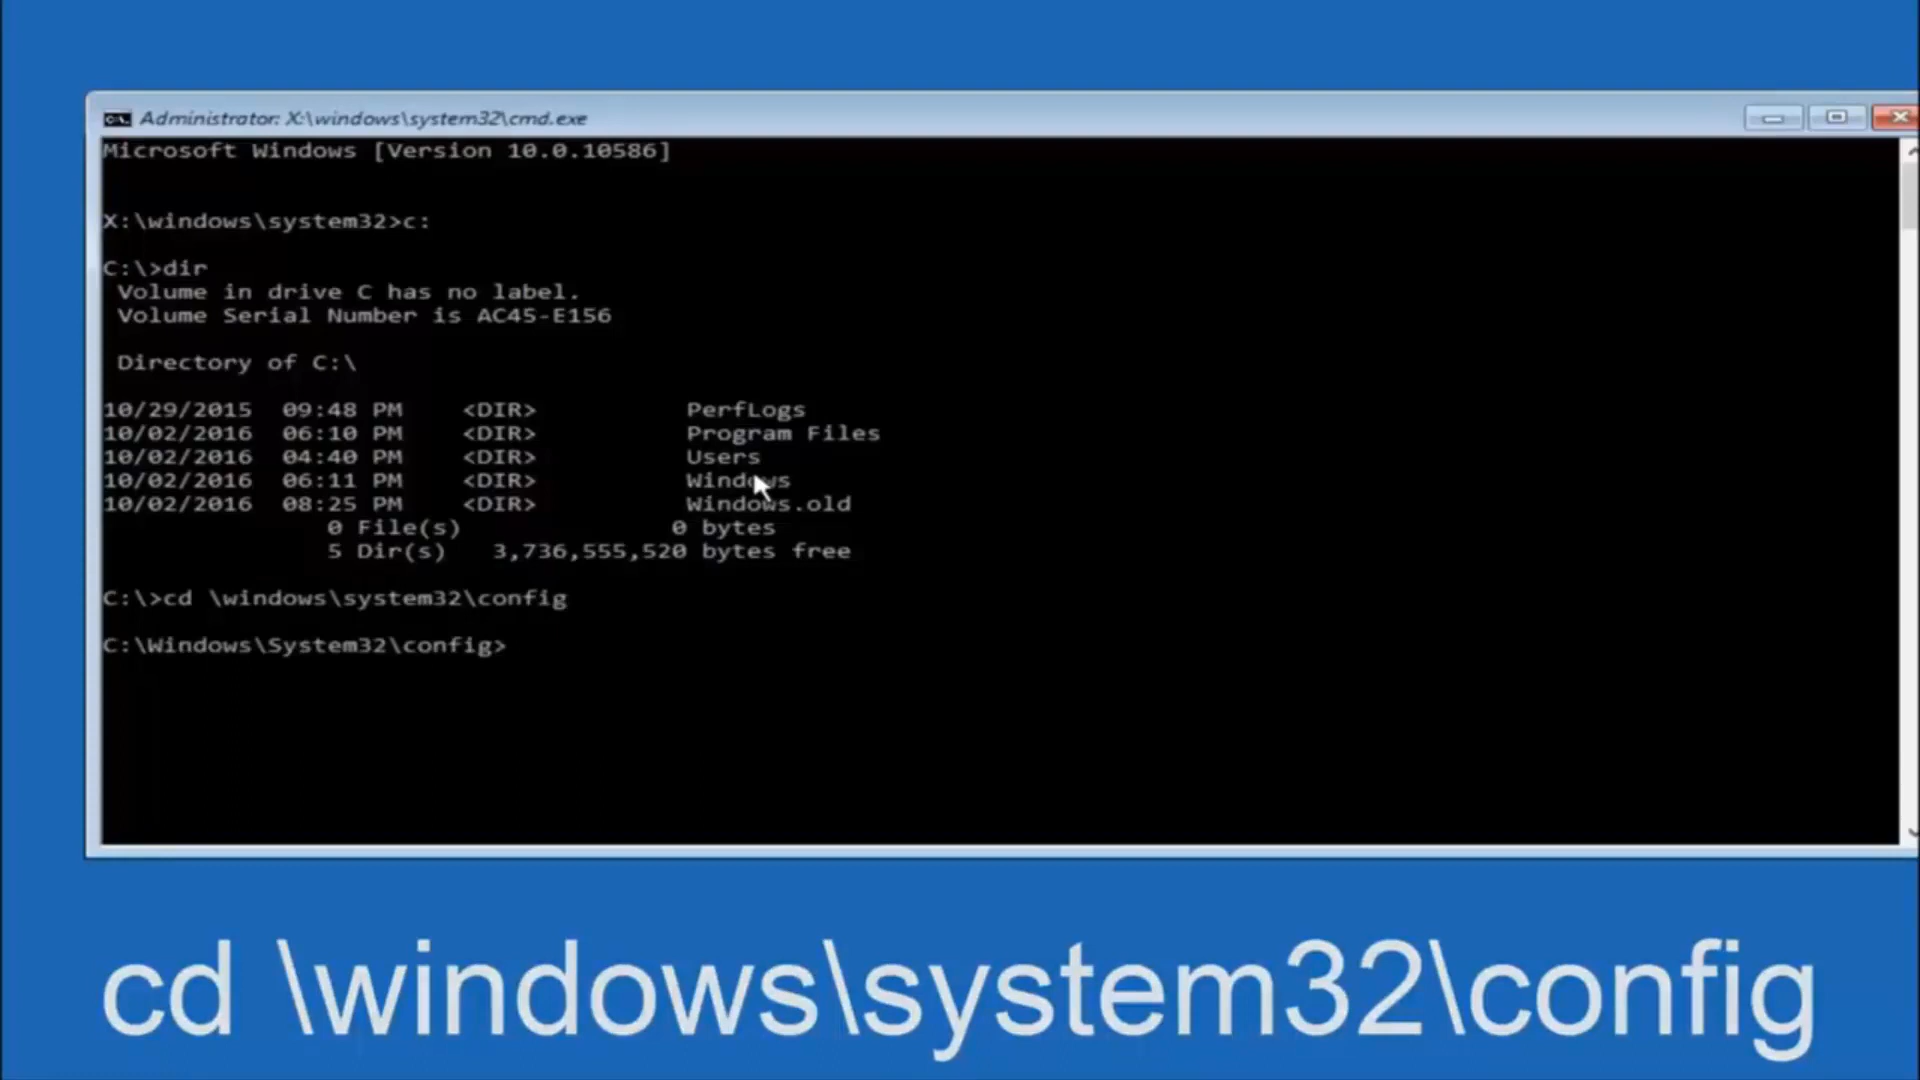 Administrator: X:\windows\system32\cmd.exe
Microsoft Windows [Version 10.0.10586]
X:\windows\system32>c:
C:\>dir
Volume in drive C has no label.
Volume Serial Number is AC45-E156
Directory of C:\
10/29/2015  09:48 PM    <DIR>          PerfLogs
10/02/2016  06:10 PM    <DIR>          Program Files
10/02/2016  04:40 PM    <DIR>          Users
10/02/2016  06:11 PM    <DIR>          Windows
10/02/2016  08:25 PM    <DIR>          Windows.old
0 File(s)              0 bytes
5 Dir(s)   3,736,555,520 bytes free
C:\>cd \windows\system32\config
C:\Windows\System32\config>
cd \windows\system32\config